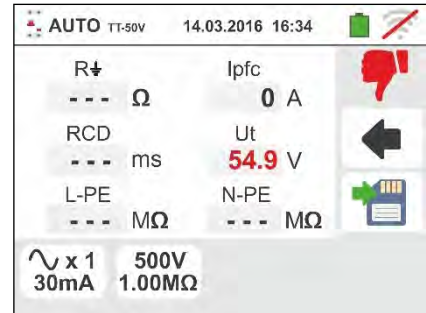 AUTO TT-50V 14.03.2016 16:34
R⏚ Ipfc
- - - Ω 0 A
RCD Ut
- - - ms 54.9 V
L-PE N-PE
- - - MΩ - - - MΩ
∿ x 1 500V
30mA 1.00MΩ